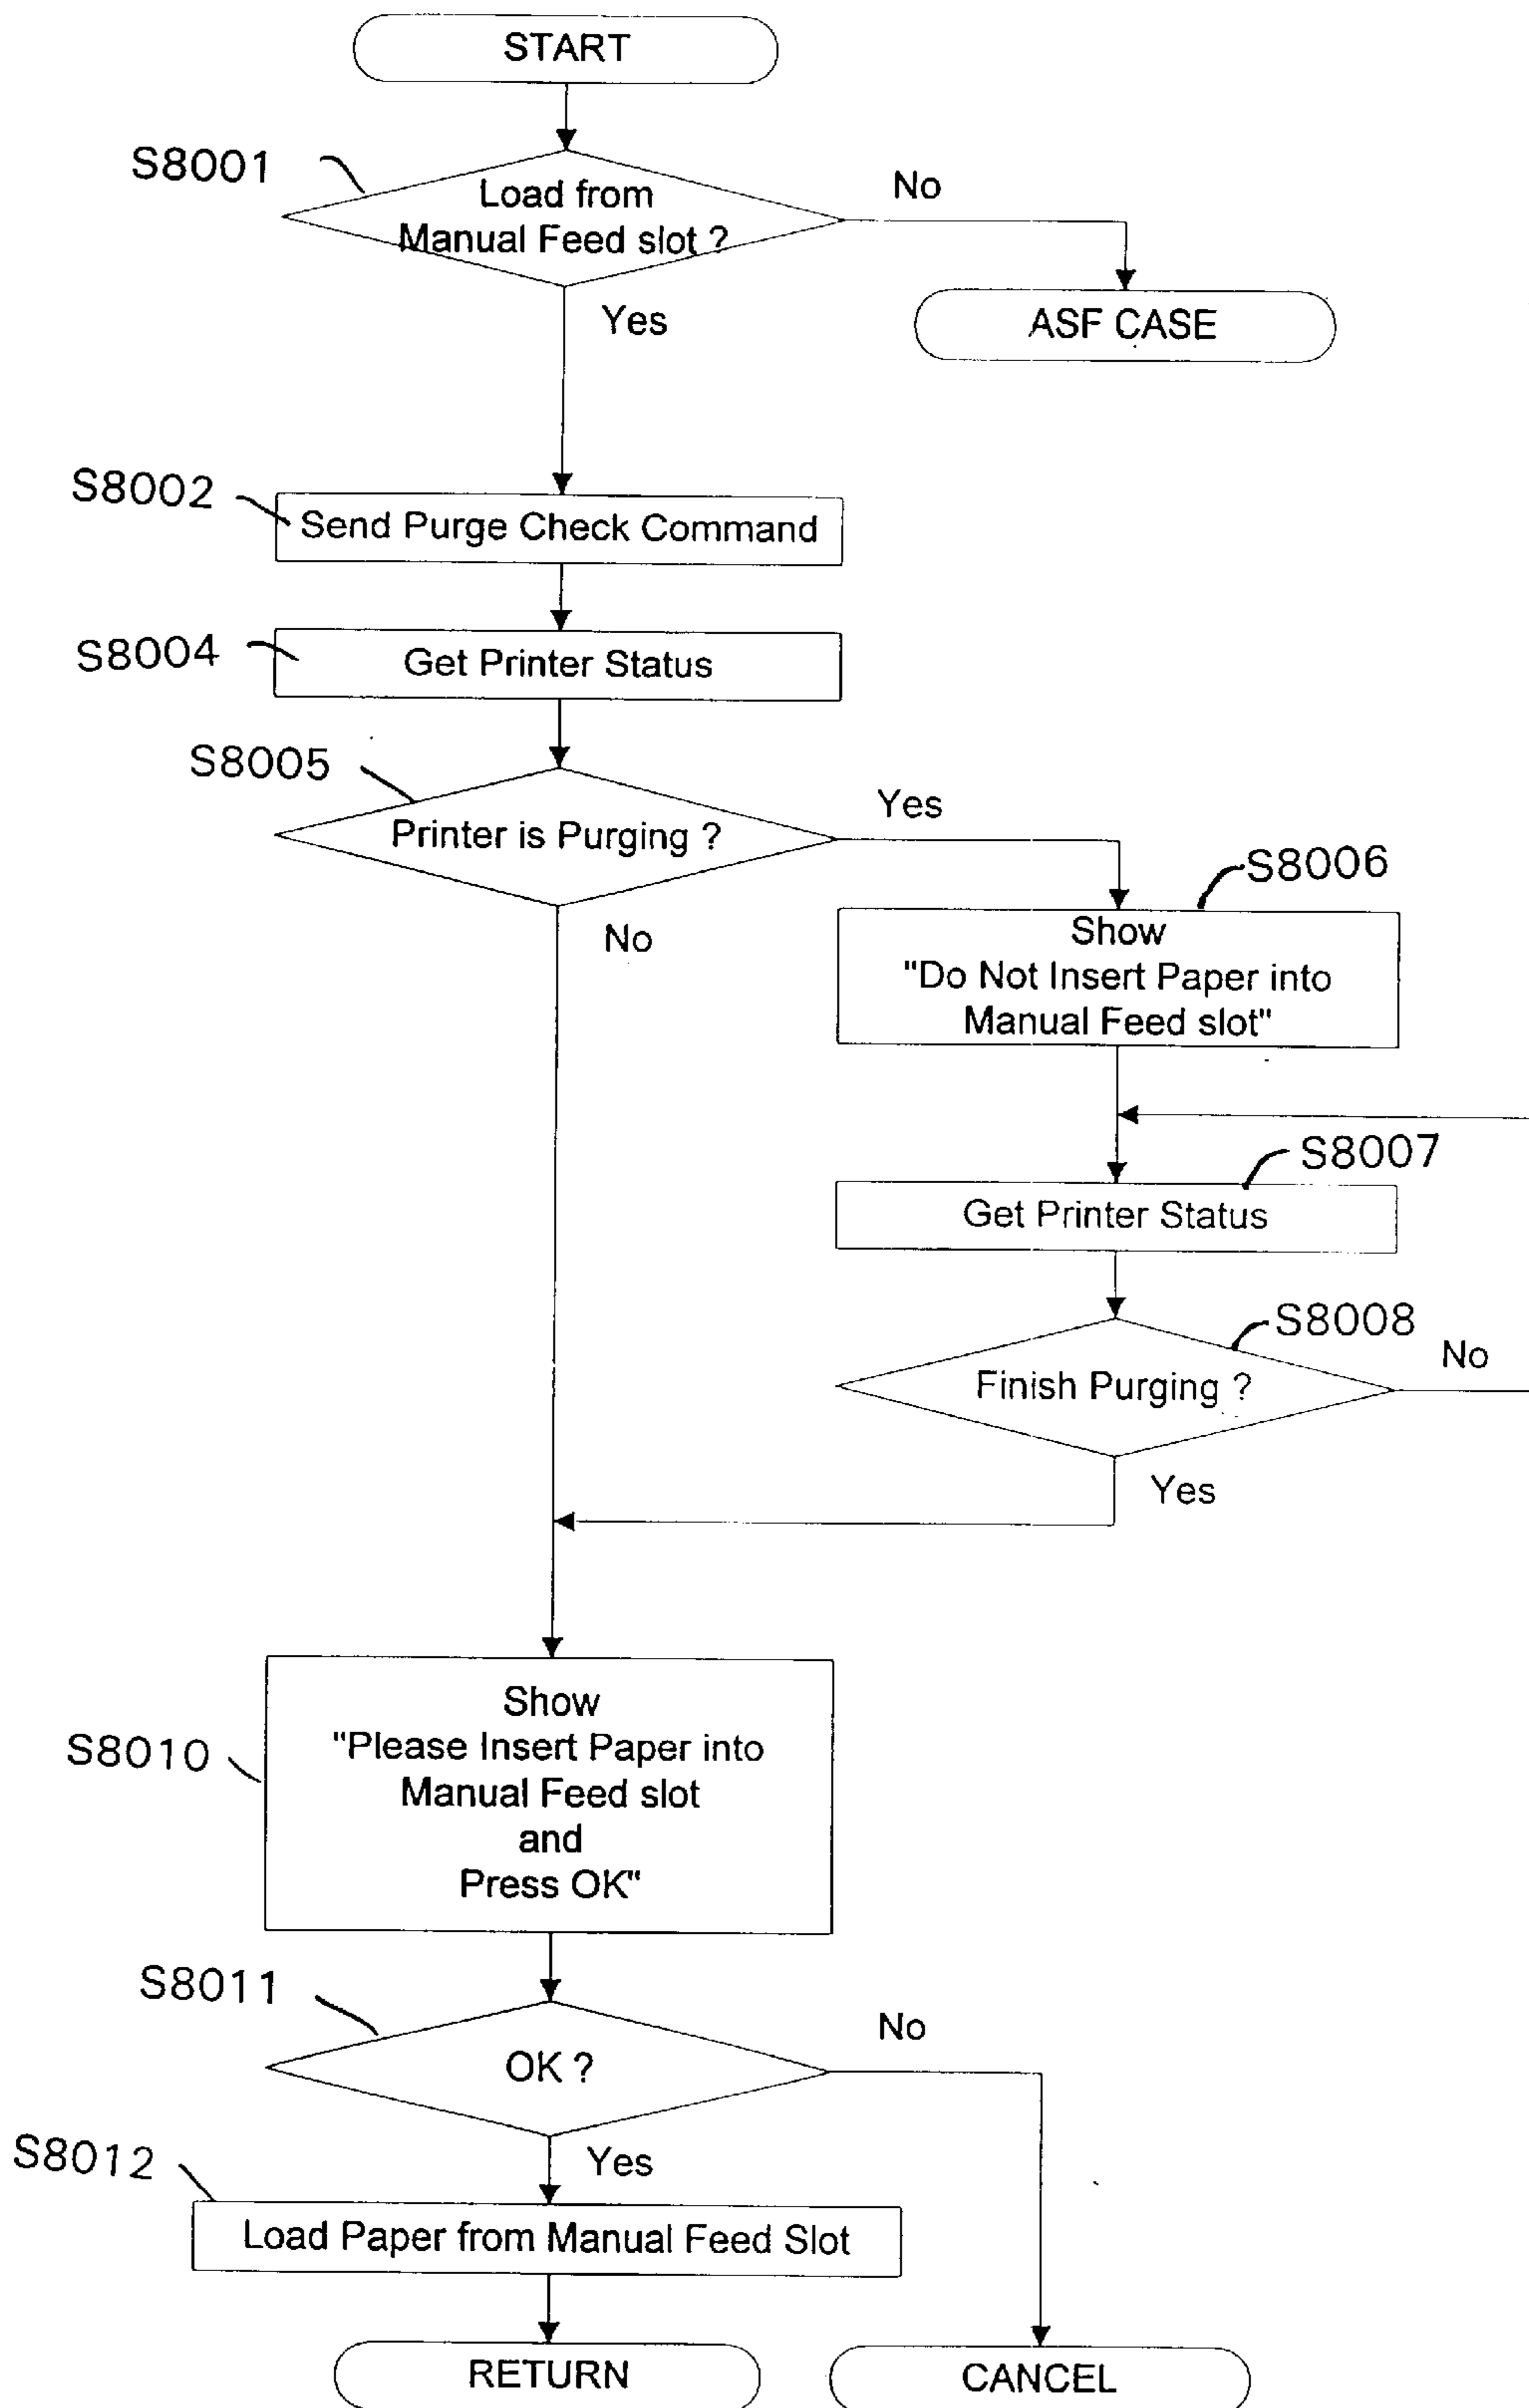 START
S8001
Load from
Manual Feed slot ?
No
ASF CASE
Yes
S8002
Send Purge Check Command
S8004
Get Printer Status
S8005
Printer is Purging ?
Yes
No
S8006
Show
"Do Not Insert Paper into
Manual Feed slot"
S8007
Get Printer Status
S8008
Finish Purging ?
No
Yes
S8010
Show
"Please Insert Paper into
Manual Feed slot
and
Press OK"
S8011
OK ?
No
Yes
S8012
Load Paper from Manual Feed Slot
RETURN
CANCEL